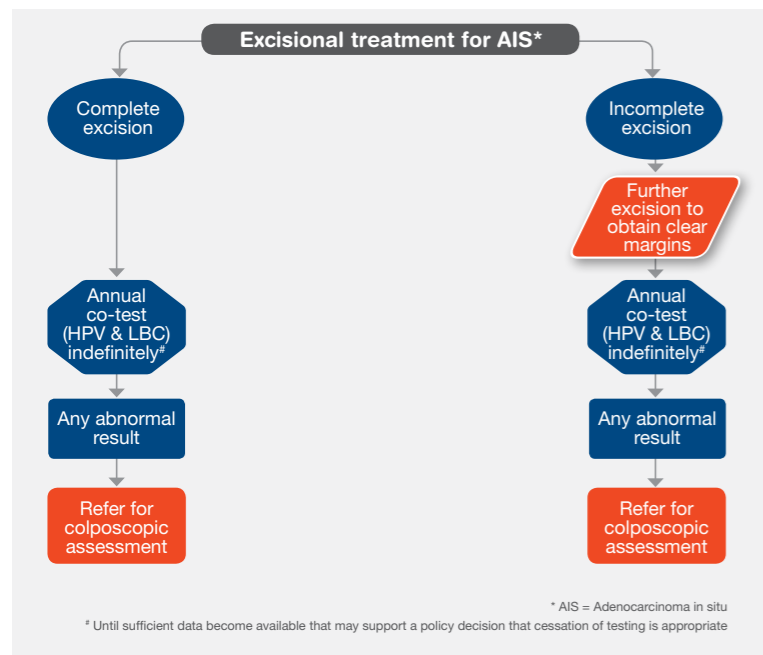 Excisional treatment for AIS*
Complete
excision
Annual
co-test
(HPV & LBC)
indefinitely#
Any abnormal
result
Refer for
colposcopic
assessment
Incomplete
excision
Further
excision to
obtain clear
margins
Annual
co-test
(HPV & LBC)
indefinitely#
Any abnormal
result
Refer for
colposcopic
assessment
* AIS = Adenocarcinoma in situ
# Until sufficient data become available that may support a policy decision that cessation of testing is appropriate